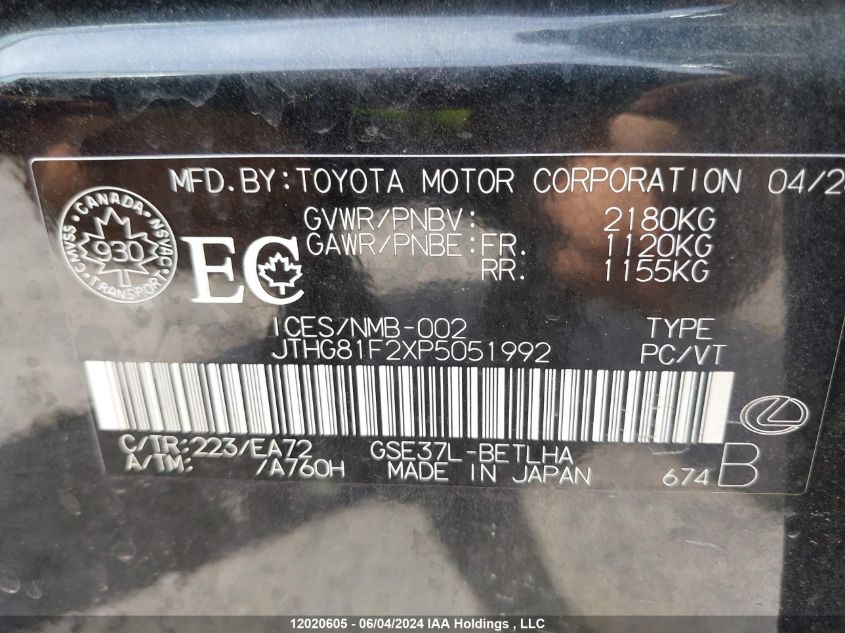 MFD.BY:TOYOTA MOTOR CORPORATION 04/2
GVWR/PNBV: 2180KG
GAWR/PNBE:FR. 1120KG
RR. 1155KG
CANADA
930
CMVSS NSVAC
TRANSPORT
EC
ICES/NMB-002 TYPE
JTHG81F2XP5051992 PC/VT
C/TR:223/EA72 GSE37L-BETLHA
A/TM: /A760H MADE IN JAPAN 674 B
12020605 - 06/04/2024 IAA Holdings , LLC